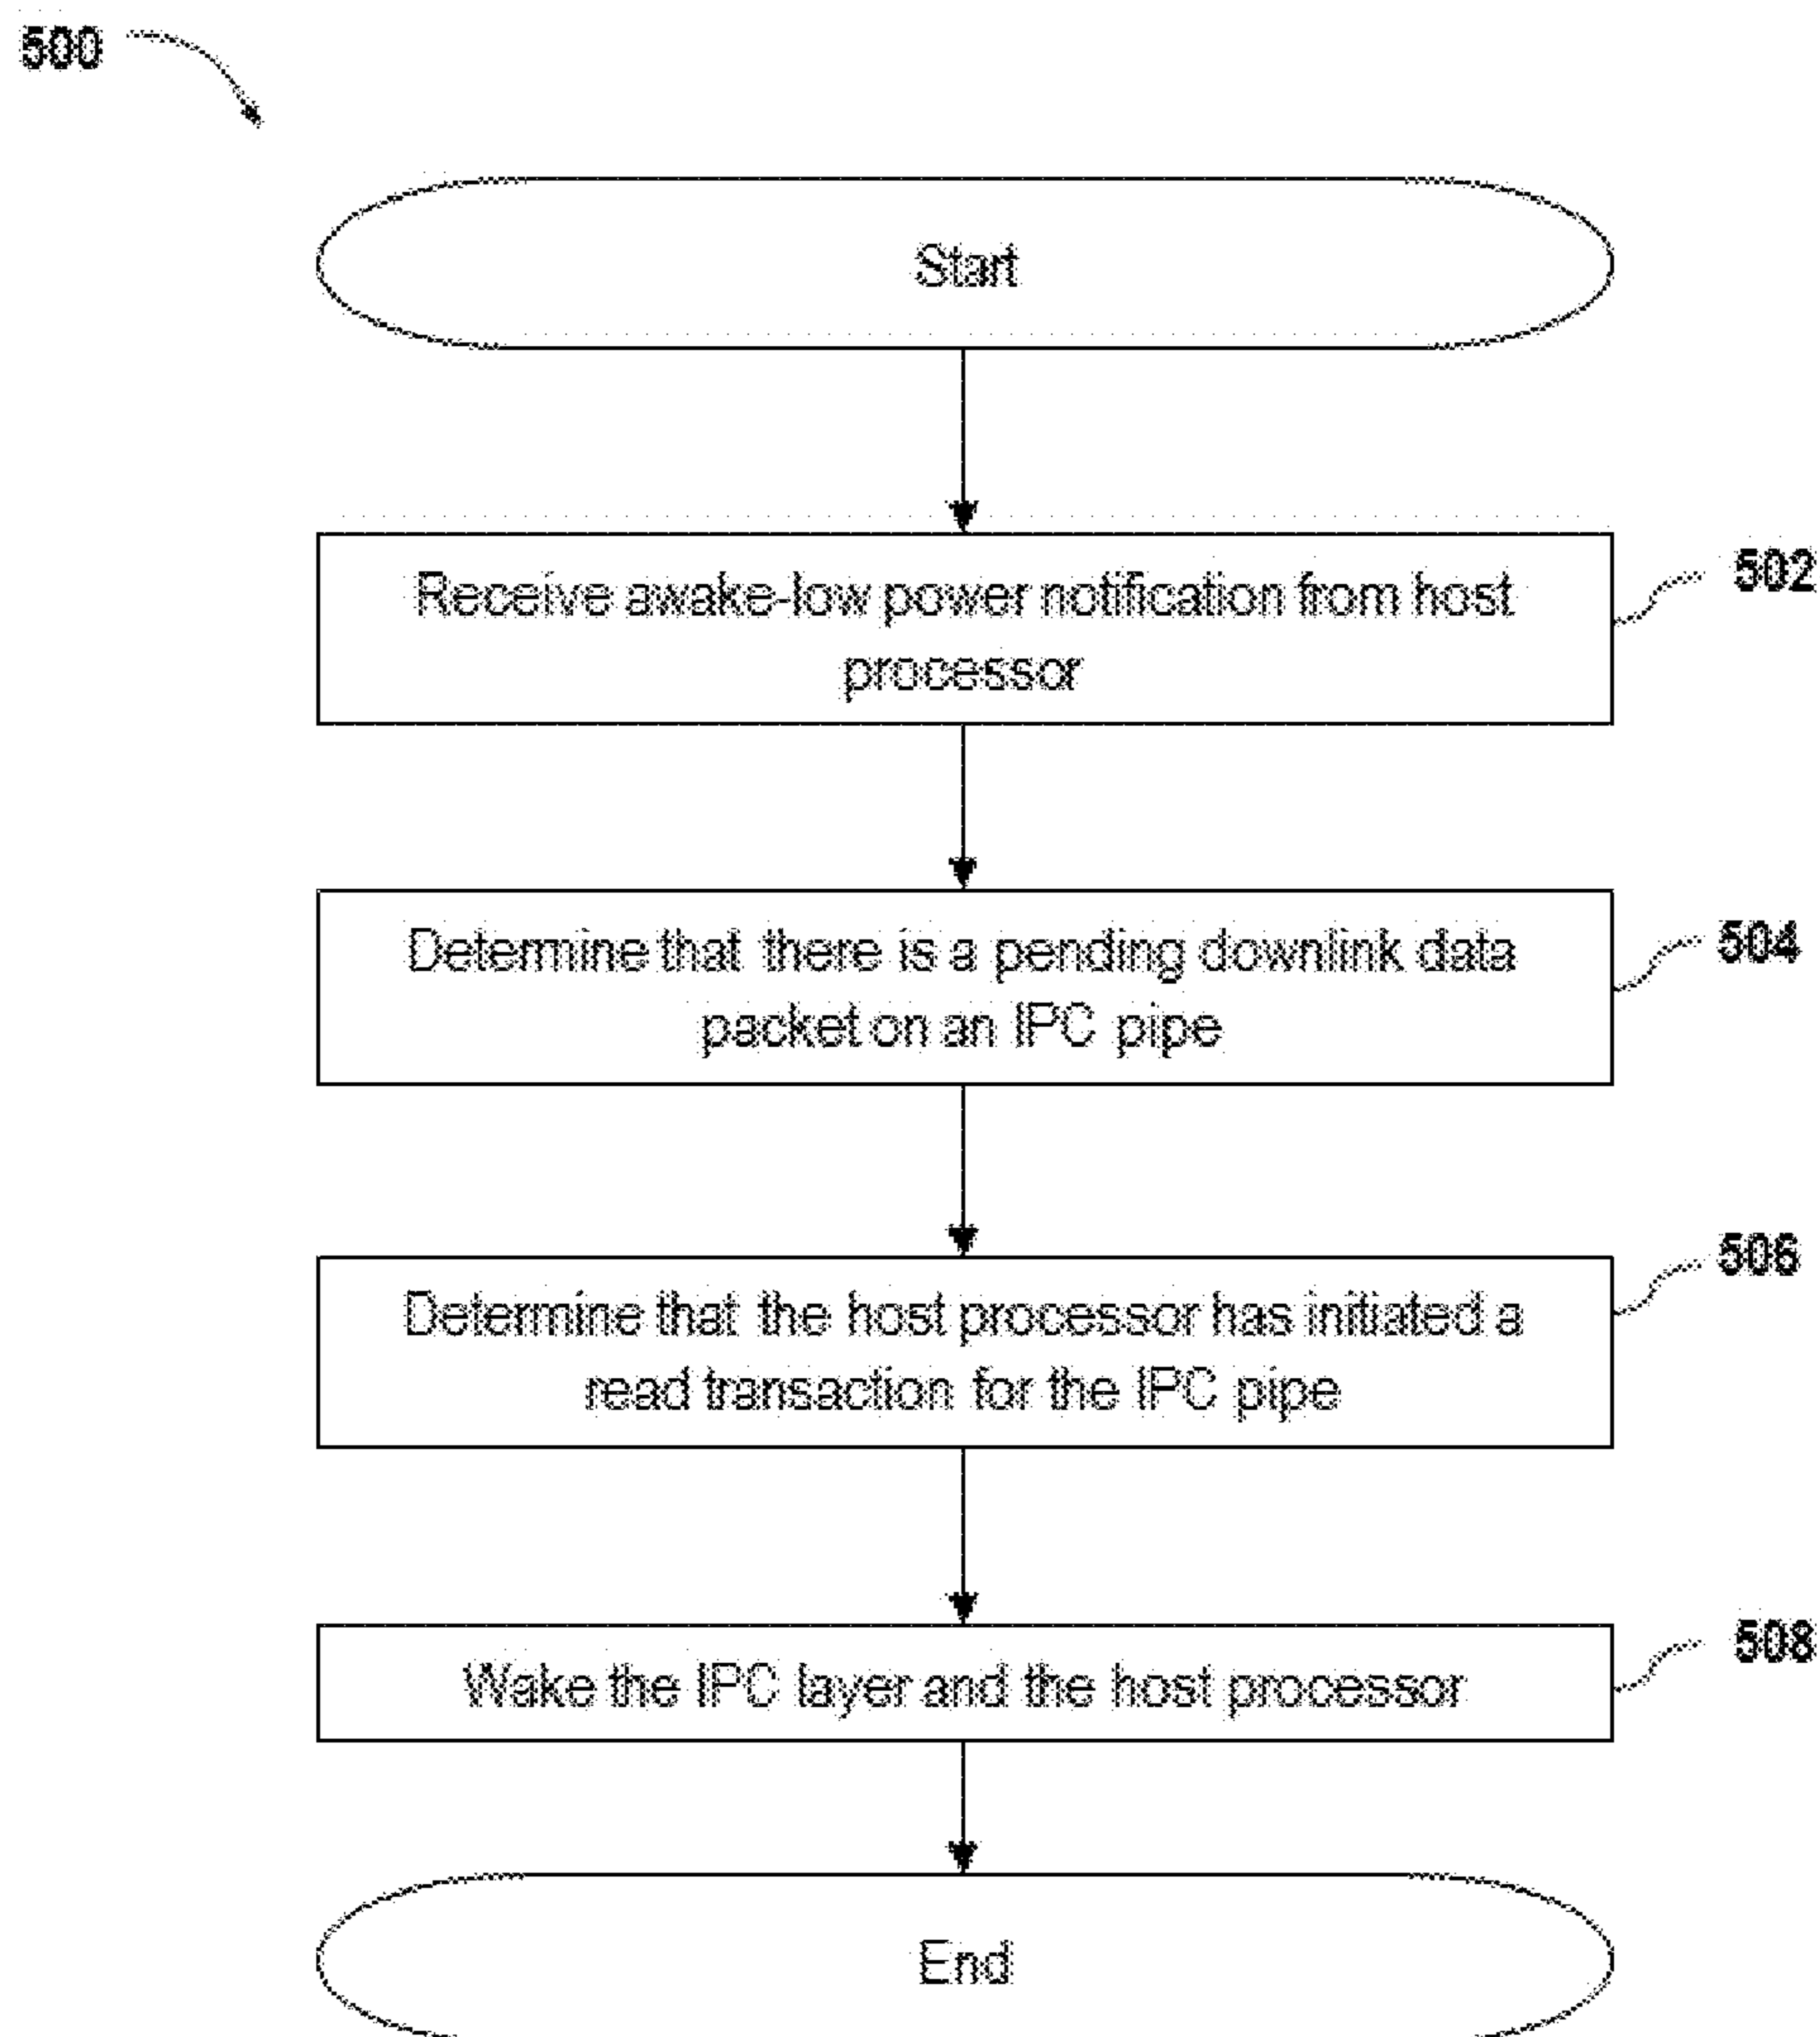 500
Start
Receive awake-low power notification from host
processor
502
Determine that there is a pending downlink data
packet on an IPC pipe
504
Determine that the host processor has initiated a
read transaction for the IPC pipe
506
Wake the IPC layer and the host processor
508
End